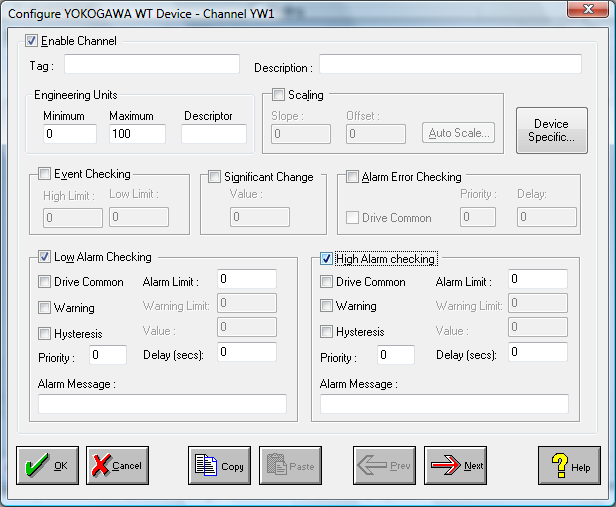 Configure YOKOGAWA WT Device - Channel YW1
Enable Channel
Tag :
Description :
Engineering Units
Minimum Maximum Descriptor
0 100
Scaling
Slope : Offset :
0 0 Auto Scale...
Device Specific...
Event Checking
High Limit : Low Limit :
0 0
Significant Change
Value :
0
Alarm Error Checking
Priority : Delay:
Drive Common 0 0
Low Alarm Checking
Drive Common Alarm Limit : 0
Warning Warning Limit: 0
Hysteresis Value : 0
Priority : 0 Delay (secs): 0
Alarm Message :
High Alarm checking
Drive Common Alarm Limit : 0
Warning Warning Limit: 0
Hysteresis Value : 0
Priority : 0 Delay (secs): 0
Alarm Message :
OK Cancel Copy Paste Prev Next Help